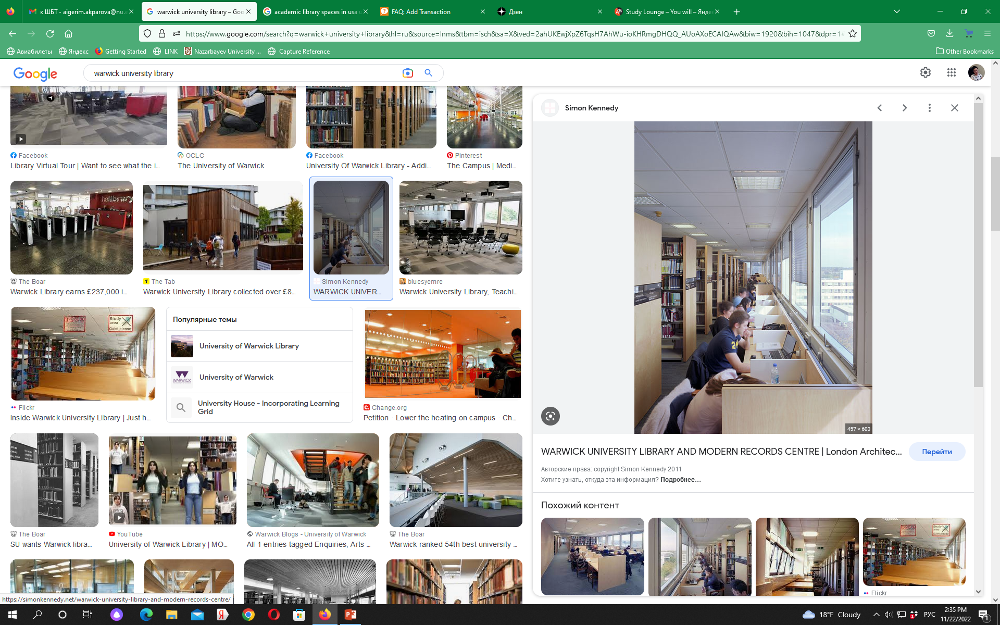 к ШБТ - aigerim.akparova@nu.
warwick university library – Goo
academic library spaces in usa u
FAQ: Add Transaction
Дзен
Study Lounge – You will – Янде
https://www.google.com/search?q=warwick+university+library&hl=ru&source=lnms&tbm=isch&sa=X&ved=2ahUKEwjXpZ6TqsH7AhWu-ioKHRmgDHQQ_AUoAXoECAIQAw&biw=1920&bih=1047&dpr=1#
Авиабилеты
Яндекс
Getting Started
LINK
Nazarbayev University ...
Capture Reference
Other Bookmarks
Google
warwick university library
Simon Kennedy
Facebook
Library Virtual Tour | Want to see what the i...
OCLC
The University of Warwick
Facebook
University Of Warwick Library - Addi...
Pinterest
The Campus | Medi...
hellibrary
The Boar
Warwick Library earns £237,000 i...
The Tab
Warwick University Library collected over £8...
Simon Kennedy
WARWICK UNIVER...
bluesyemre
Warwick University Library, Teachi...
Study
area
Quiet please
Flickr
Inside Warwick University Library | Just h...
Популярные темы
University of Warwick Library
WARWICK
University of Warwick
University House - Incorporating Learning
Grid
Change.org
Petition · Lower the heating on campus · Ch...
The Boar
SU wants Warwick libra...
YouTube
University of Warwick Library | MO...
Warwick Blogs - University of Warwick
All 1 entries tagged Enquiries, Arts ...
The Boar
Warwick ranked 54th best university ...
457 × 600
WARWICK UNIVERSITY LIBRARY AND MODERN RECORDS CENTRE | London Architec...
Перейти
Авторские права: copyright Simon Kennedy 2011
Хотите узнать, откуда эта информация? Подробнее...
Похожий контент
Study
area
Quiet please
Flickr
https://simonkennedy.net/warwick-university-library-and-modern-records-centre/
18°F Cloudy
РУС
2:35 PM
11/22/2022
1